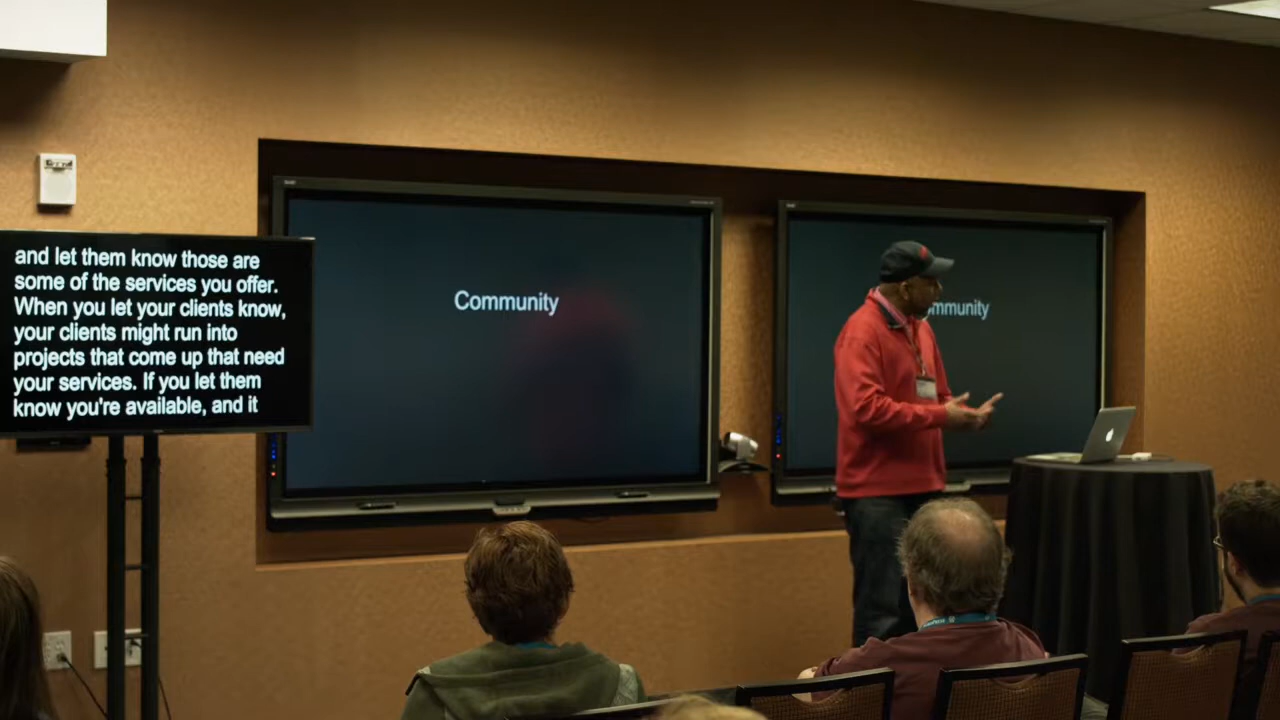 and let them know those are
some of the services you offer.
When you let your clients know,
your clients might run into
projects that come up that need
your services. If you let them
know you're available, and it
Community
mmunity